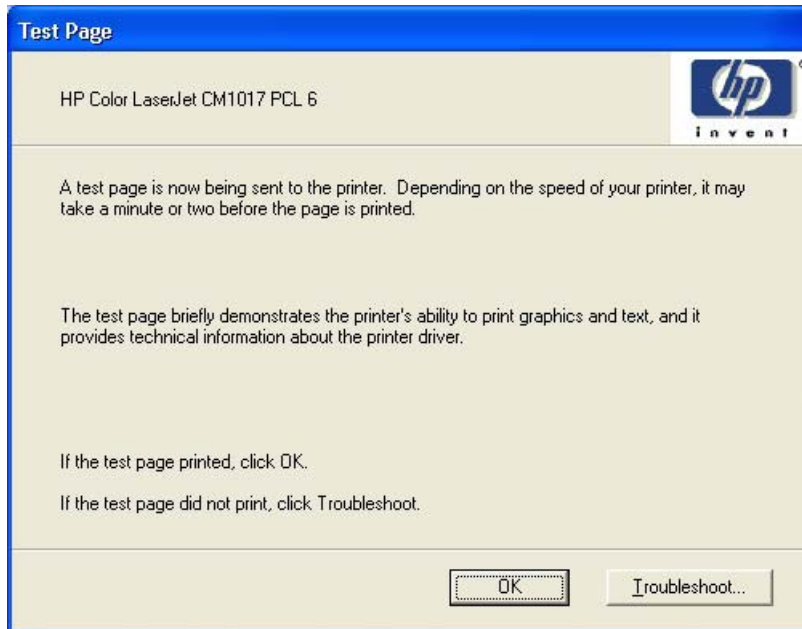 Test Page
HP Color LaserJet CM1017 PCL 6
hp
invent
A test page is now being sent to the printer. Depending on the speed of your printer, it may
take a minute or two before the page is printed.
The test page briefly demonstrates the printer's ability to print graphics and text, and it
provides technical information about the printer driver.
If the test page printed, click OK.
If the test page did not print, click Troubleshoot.
OK
Troubleshoot...